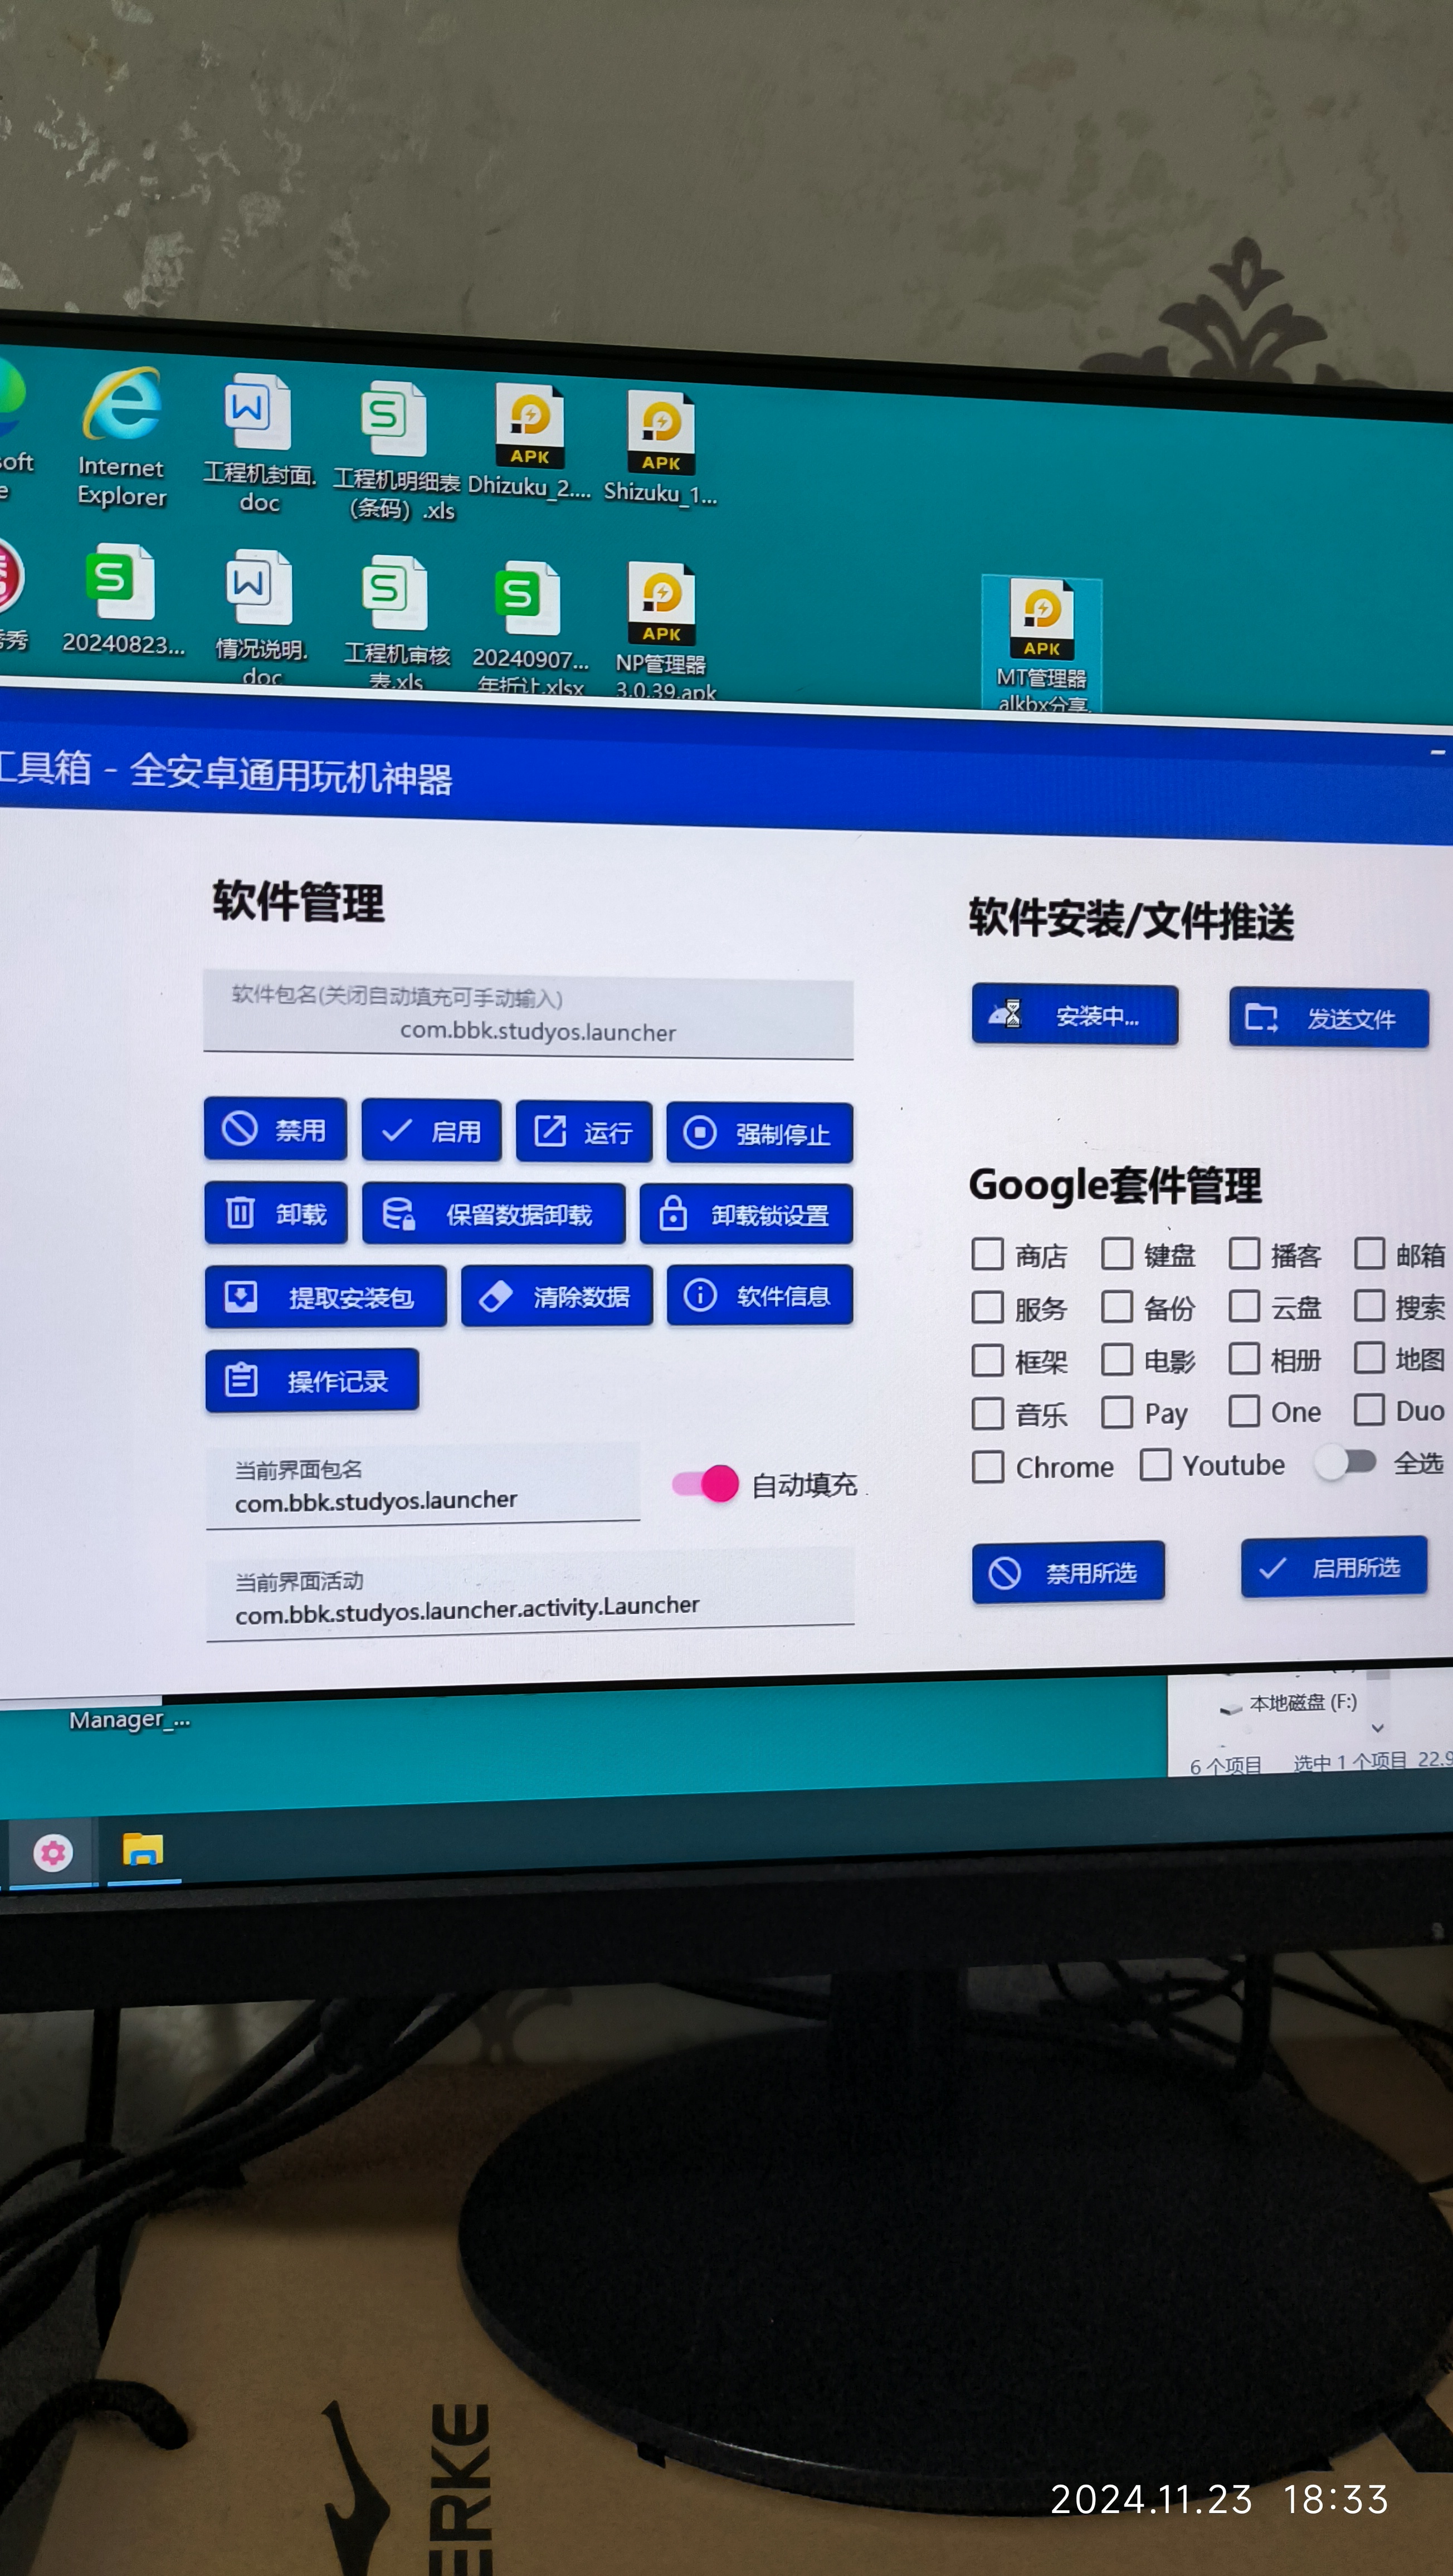 soft
Internet
Explorer
工程机封面.
doc
工程机明细表
（条码）.xls
APK
Dhizuku_2....
APK
Shizuku_1...
秀
20240823...
情况说明.
doc
工程机审核
表.xls
20240907...
年折让.xlsx
APK
NP管理器
3.0.39.apk
APK
MT管理器
alkbx分享.
工具箱 - 全安卓通用玩机神器
软件管理
软件包名(关闭自动填充可手动输入)
com.bbk.studyos.launcher
禁用 启用 运行 强制停止
卸载 保留数据卸载 卸载锁设置
提取安装包 清除数据 软件信息
操作记录
当前界面包名
com.bbk.studyos.launcher
自动填充
当前界面活动
com.bbk.studyos.launcher.activity.Launcher
软件安装/文件推送
安装中... 发送文件
Google套件管理
商店 键盘 播客 邮箱
服务 备份 云盘 搜索
框架 电影 相册 地图
音乐 Pay One Duo
Chrome Youtube 全选
禁用所选 启用所选
Manager_...
本地磁盘 (F:)
6 个项目 选中 1 个项目 22.9
ERKE
2024.11.23 18:33